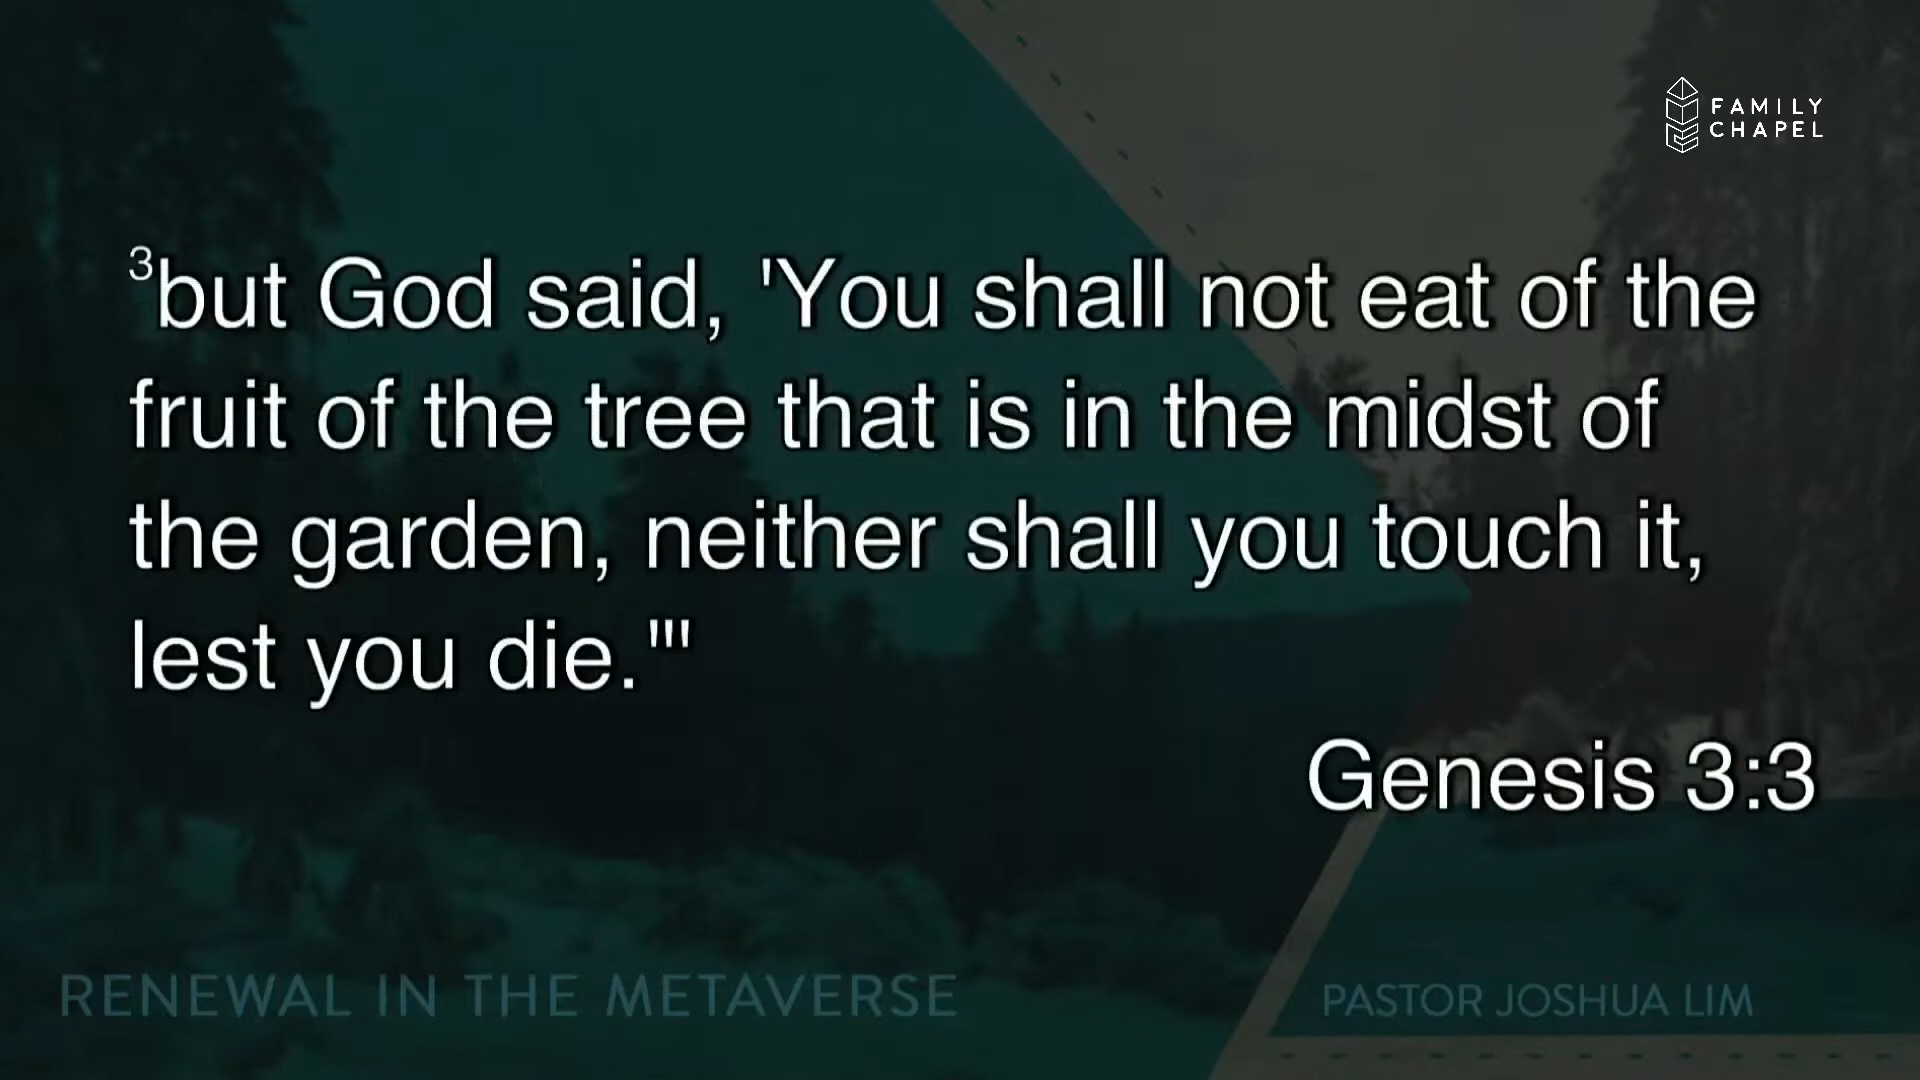 FAMILY
CHAPEL
3but God said, 'You shall not eat of the
fruit of the tree that is in the midst of
the garden, neither shall you touch it,
lest you die.'"
Genesis 3:3
RENEWAL IN THE METAVERSE
PASTOR JOSHUA LIM